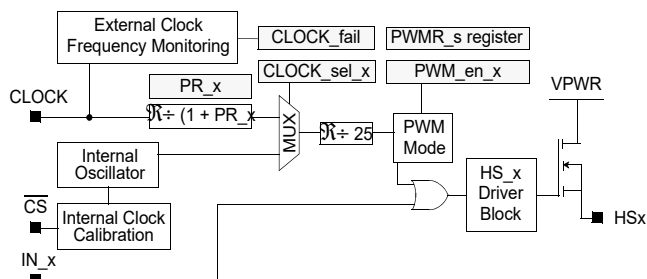 External Clock
Frequency Monitoring
CLOCK_fail
PWMR_s register
CLOCK_sel_x
PWM_en_x
PR_x
VPWR
CLOCK
ℜ÷ (1 + PR_x
MUX
ℜ÷ 25
PWM
Mode
Internal
Oscillator
HS_x
Driver
Block
CS
Internal Clock
Calibration
HSx
IN_x